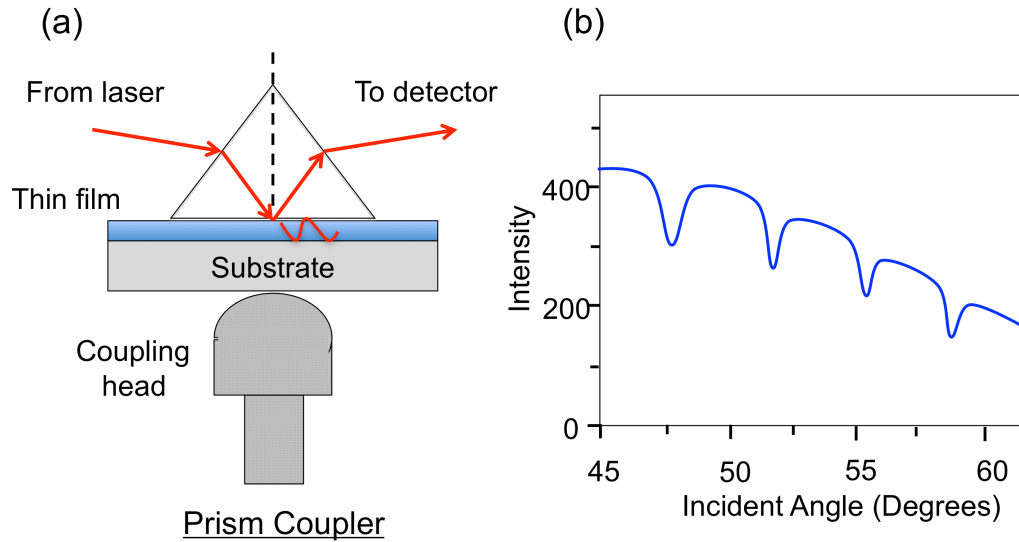 (a)
From laser
To detector
Thin film
Substrate
Coupling
head
Prism Coupler
(b)
Intensity
400
300
200
0
45
50
55
60
Incident Angle (Degrees)